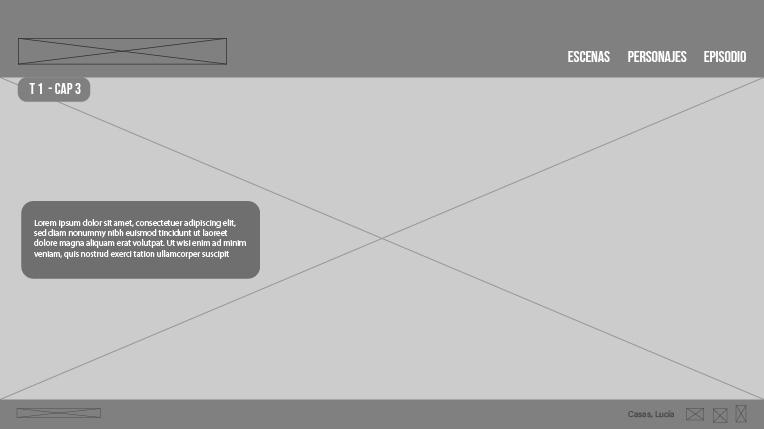 ESCENAS PERSONAJES EPISODIO
T 1 - CAP 3
Lorem ipsum dolor sit amet, consectetuer adipiscing elit,
sed diam nonummy nibh euismod tincidunt ut laoreet
dolore magna aliquam erat volutpat. Ut wisi enim ad minim
veniam, quis nostrud exerci tation ullamcorper suscipit
Casas, Lucía